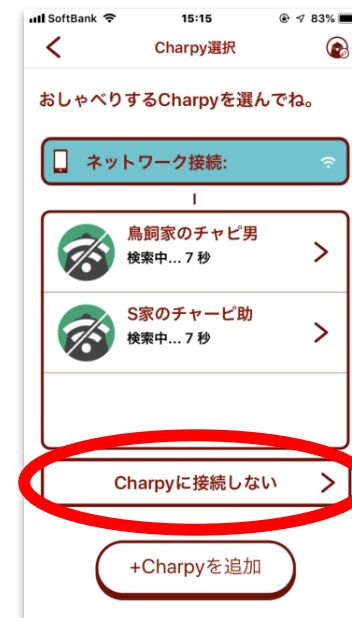 SoftBank 15:15 83%
Charpy選択
おしゃべりするCharpyを選んでね。
ネットワーク接続:
鳥飼家のチャピ男
検索中... 7 秒
S家のチャーピ助
検索中... 7 秒
Charpyに接続しない
+Charpyを追加